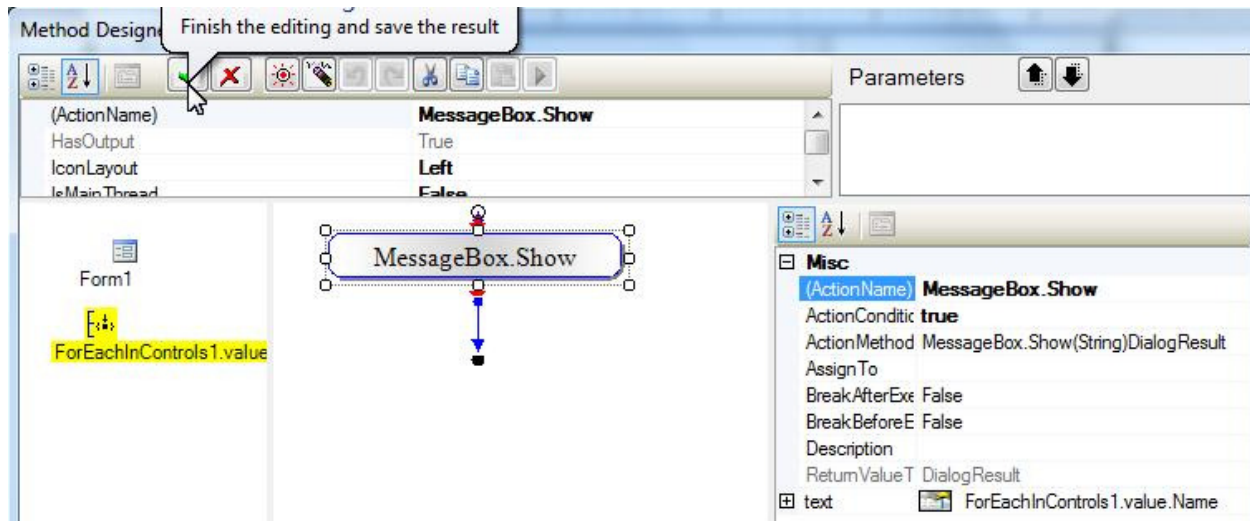 Method Designe
Finish the editing and save the result
Parameters
(ActionName) MessageBox.Show
HasOutput True
IconLayout Left
IsMainThread False
Form1
ForEachInControls1.value
MessageBox.Show
Misc
(ActionName) MessageBox.Show
ActionConditic true
ActionMethod MessageBox.Show(String)DialogResult
AssignTo
BreakAfterExe False
BreakBeforeE False
Description
ReturnValueT DialogResult
text ForEachInControls1.value.Name